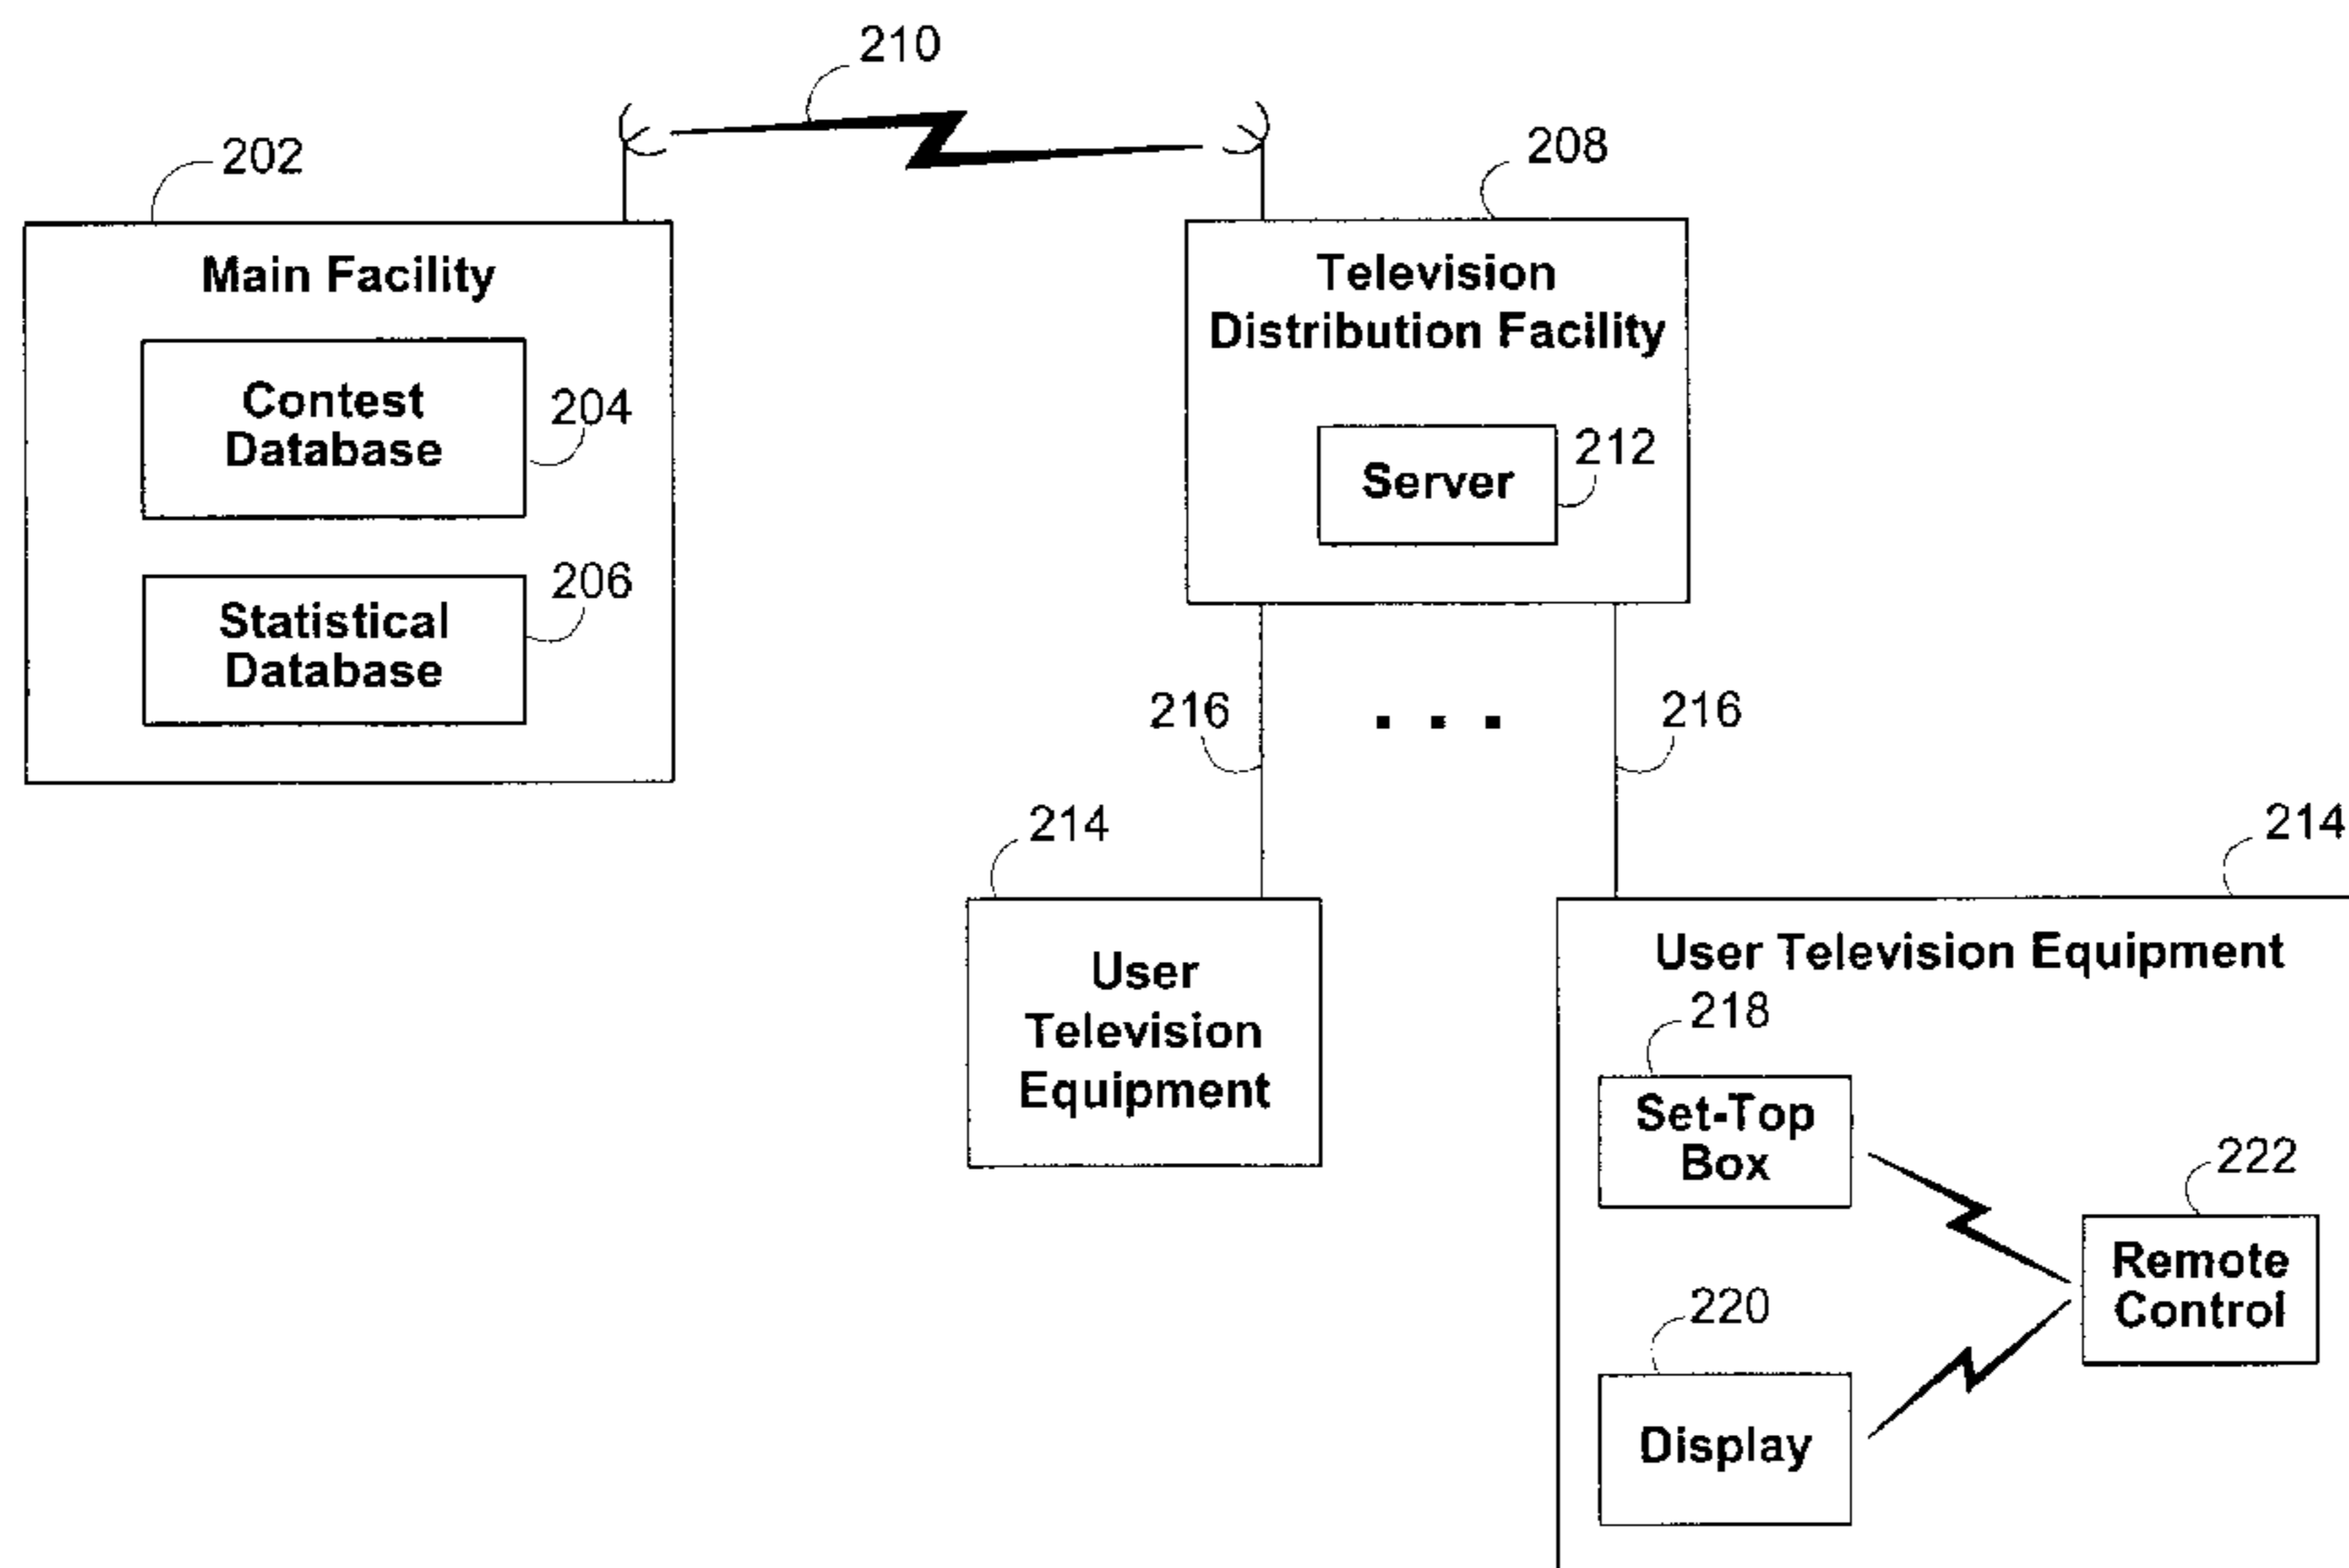 210
202
208
Main Facility
Contest
Database
204
Statistical
Database
206
Television
Distribution Facility
Server
212
216
. . .
216
214
User
Television
Equipment
214
User Television Equipment
218
Set-Top
Box
222
Remote
Control
220
Display